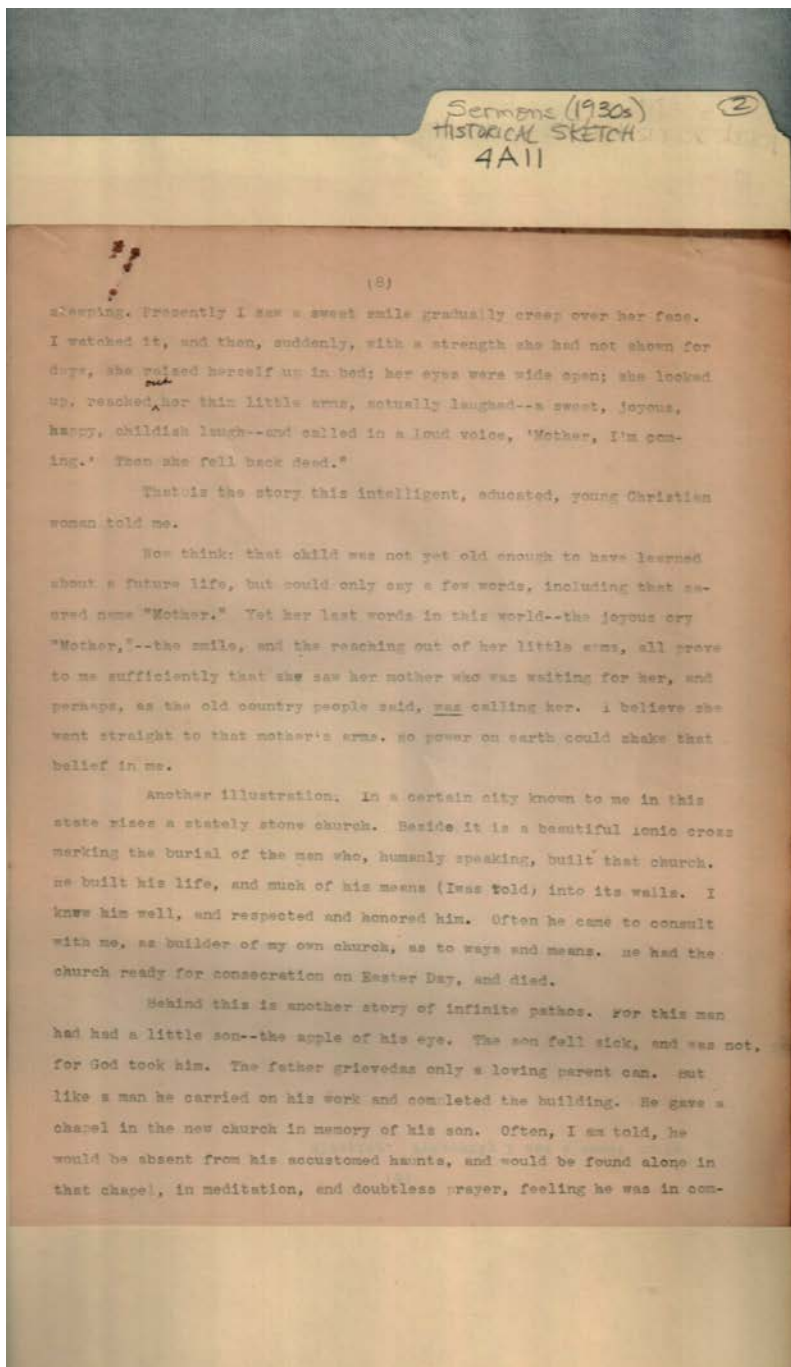 Sermons (1930s) 2
HISTORICAL SKETCH
4A11
(8)
sleeping. Presently I saw a sweet smile gradually creep over her face.
I watched it, and then, suddenly, with a strength she had not shown for
days, she raised herself up in bed; her eyes were wide open; she looked
out
up, reached her thin little arms, actually laughed--a sweet, joyous,
happy, childish laugh--and called in a loud voice, 'Mother, I'm com-
ing.' Then she fell back dead."
That is the story this intelligent, educated, young Christian
woman told me.
Now think: that child was not yet old enough to have learned
about a future life, but could only say a few words, including that sa-
cred name "Mother." Yet her last words in this world--the joyous cry
"Mother,"--the smile, and the reaching out of her little arms, all prove
to me sufficiently that she saw her mother who was waiting for her, and
perhaps, as the old country people said, was calling her. I believe she
went straight to that mother's arms. No power on earth could shake that
belief in me.
Another illustration. In a certain city known to me in this
state rises a stately stone church. Beside it is a beautiful Ionic cross
marking the burial of the man who, humanly speaking, built that church.
He built his life, and much of his means (Iwas told) into its walls. I
knew him well, and respected and honored him. Often he came to consult
with me, as builder of my own church, as to ways and means. He had the
church ready for consecration on Easter Day, and died.
Behind this is another story of infinite pathos. For this man
had had a little son--the apple of his eye. The son fell sick, and was not,
for God took him. The father grievedas only a loving parent can. But
like a man he carried on his work and completed the building. He gave a
chapel in the new church in memory of his son. Often, I am told, he
would be absent from his accustomed haunts, and would be found alone in
that chapel, in meditation, and doubtless prayer, feeling he was in com-